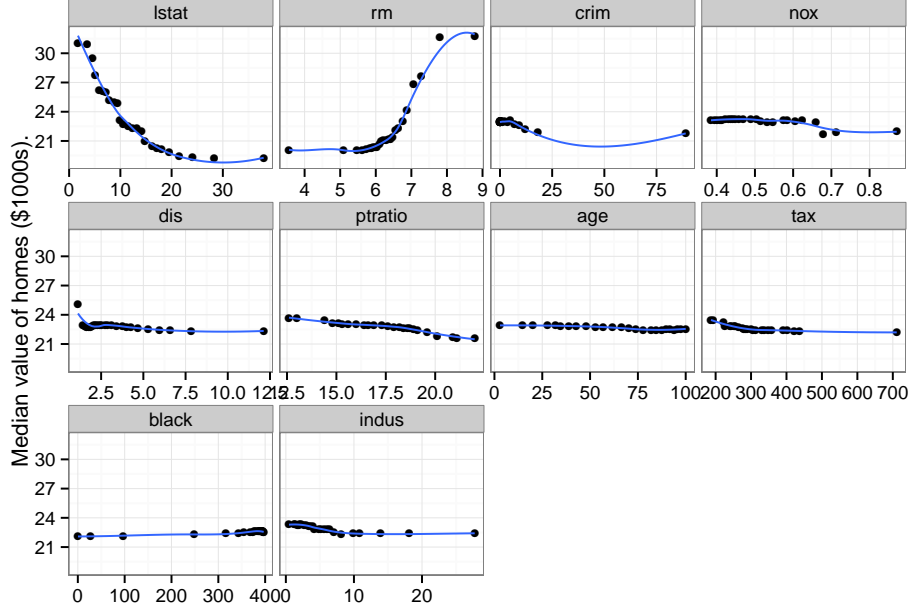 lstat rm crim nox
30
27
24
21
0 10 20 30 4 5 6 7 8 9 0 25 50 75 0.4 0.5 0.6 0.7 0.8
dis ptratio age tax
30
27
24
21
2.5 5.0 7.5 10.0 12.5 12.5 15.0 17.5 20.0 0 25 50 75 100 200 300 400 500 600 700
black indus
30
27
24
21
0 100 200 300 400 0 10 20
Median value of homes ($1000s).